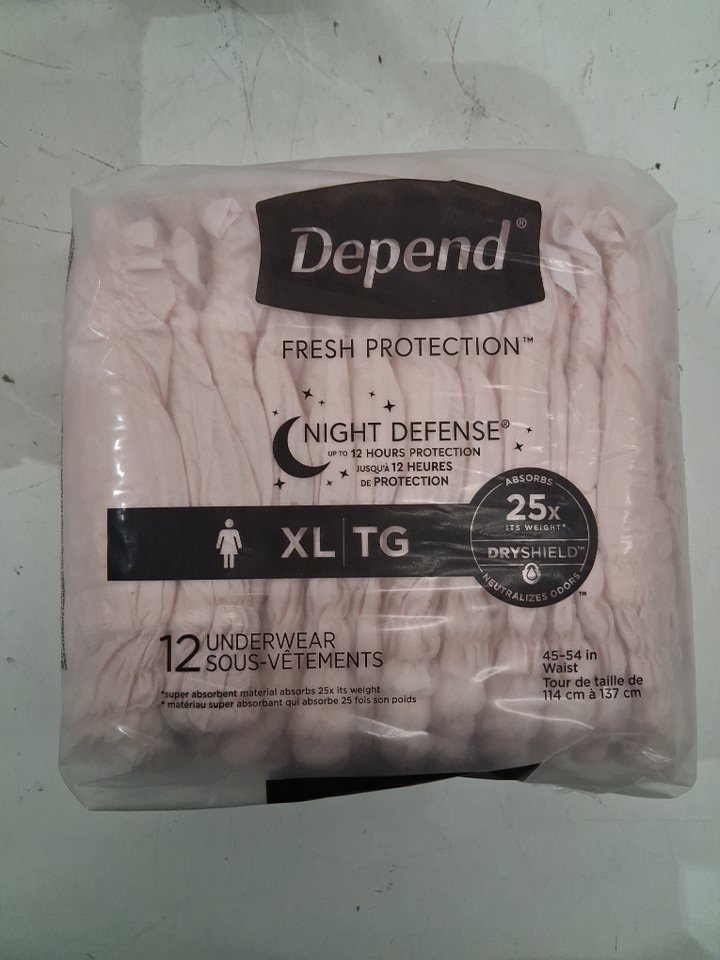 Depend®
FRESH PROTECTION™
NIGHT DEFENSE®
UP TO 12 HOURS PROTECTION
JUSQU'À 12 HEURES
DE PROTECTION
ABSORBS
25x
ITS WEIGHT*
DRYSHIELD™
NEUTRALIZES ODORS™
XL | TG
12 UNDERWEAR
SOUS-VÊTEMENTS
*super absorbent material absorbs 25x its weight
* matériau super absorbant qui absorbe 25 fois son poids
45-54 in
Waist
Tour de taille de
114 cm à 137 cm